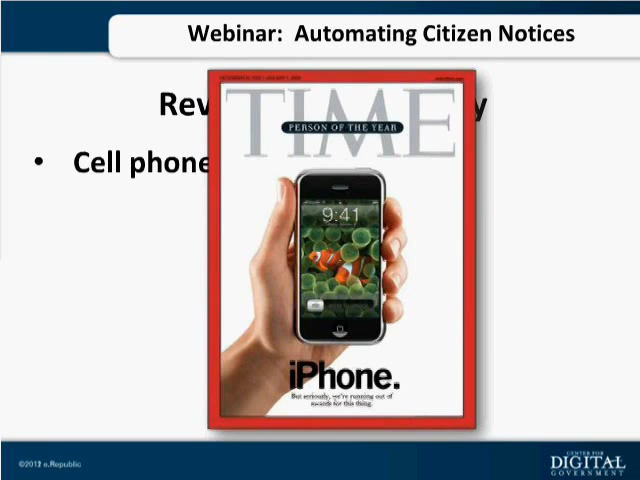 Webinar:  Automating Citizen Notices
Rev
y
• Cell phone
TIME
PERSON OF THE YEAR
9:41
iPhone.
But seriously, we're running out of
awards for this thing.
©2012 e.Republic
CENTER FOR
DIGITAL
GOVERNMENT